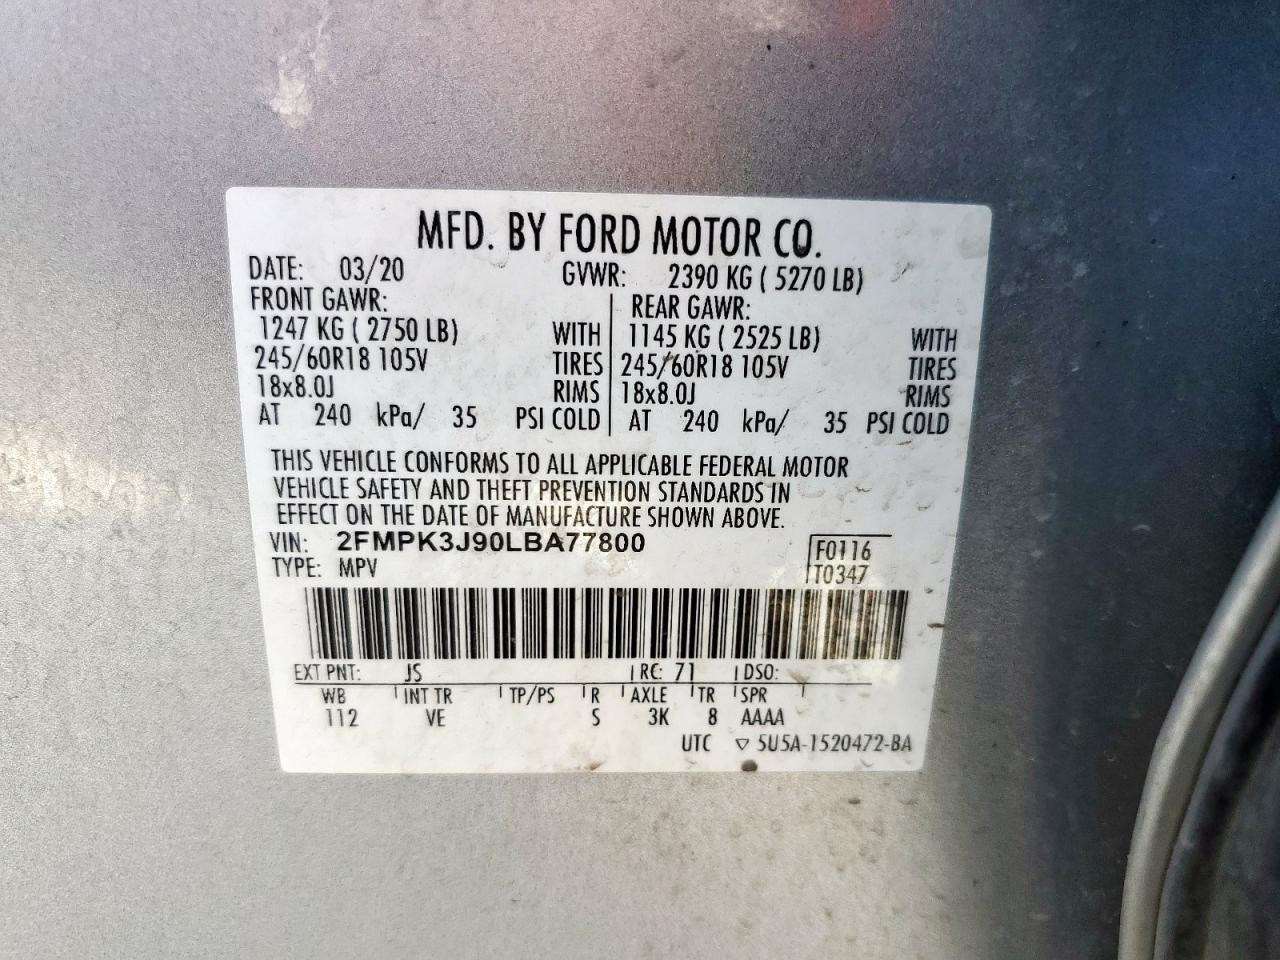 MFD. BY FORD MOTOR CO.
DATE: 03/20 GVWR: 2390 KG ( 5270 LB)
FRONT GAWR: REAR GAWR:
1247 KG ( 2750 LB) WITH 1145 KG ( 2525 LB) WITH
245/60R18 105V TIRES 245/60R18 105V TIRES
18x8.0J RIMS 18x8.0J RIMS
AT 240 kPa/ 35 PSI COLD AT 240 kPa/ 35 PSI COLD
THIS VEHICLE CONFORMS TO ALL APPLICABLE FEDERAL MOTOR
VEHICLE SAFETY AND THEFT PREVENTION STANDARDS IN
EFFECT ON THE DATE OF MANUFACTURE SHOWN ABOVE.
VIN: 2FMPK3J90LBA77800 F0116
TYPE: MPV T0347
EXT PNT: JS RC: 71 DSO:
WB INT TR TP/PS R AXLE TR SPR
112 VE S 3K 8 AAAA
UTC ▽ 5U5A-1520472-BA